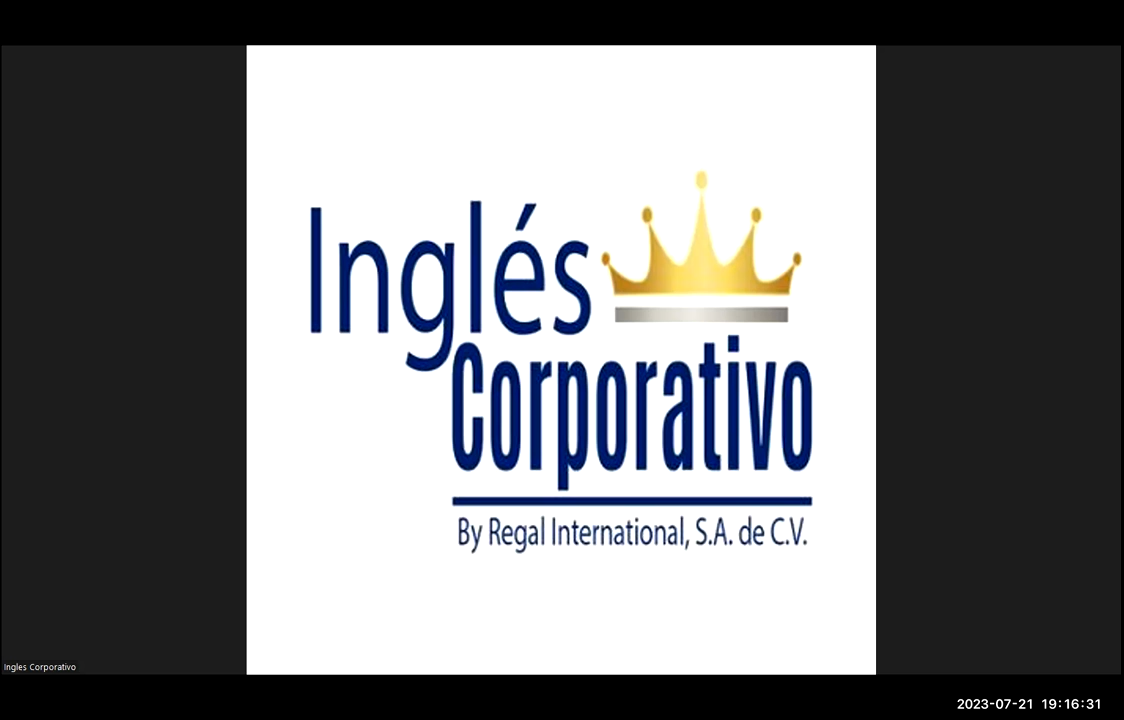 Inglés
Corporativo
By Regal International, S.A. de C.V.
Ingles Corporativo
2023-07-21 19:16:31